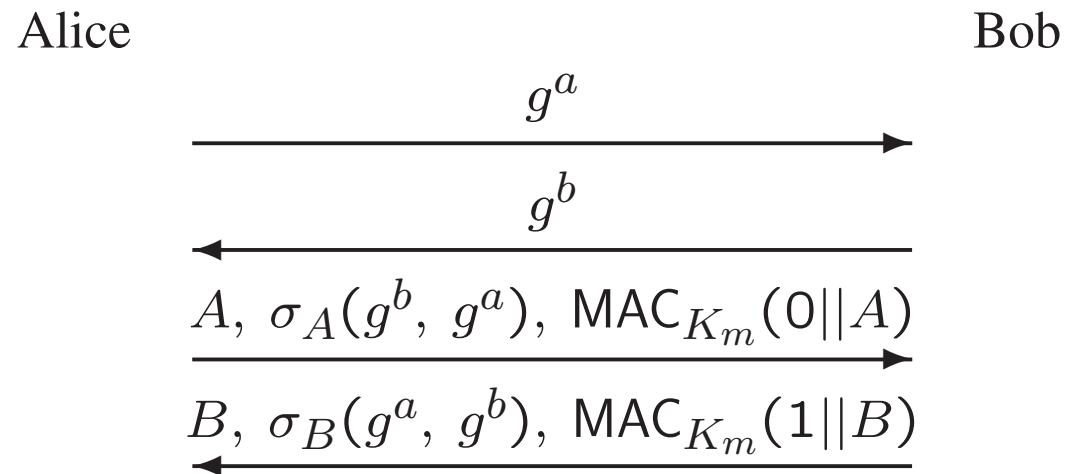 Alice Bob
g^a
g^b
A, σ_A(g^b, g^a), MAC_{K_m}(0||A)
B, σ_B(g^a, g^b), MAC_{K_m}(1||B)